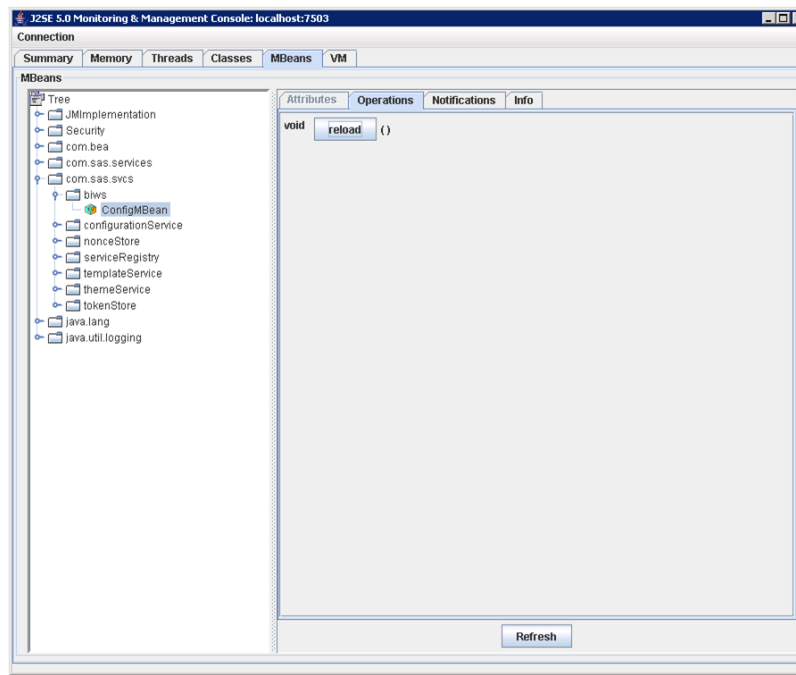 J2SE 5.0 Monitoring & Management Console: localhost:7503
Connection
Summary Memory Threads Classes MBeans VM
MBeans
Tree
JMImplementation
Security
com.bea
com.sas.services
com.sas.svcs
biws
ConfigMBean
configurationService
nonceStore
serviceRegistry
templateService
themeService
tokenStore
java.lang
java.util.logging
Attributes Operations Notifications Info
void reload ()
Refresh